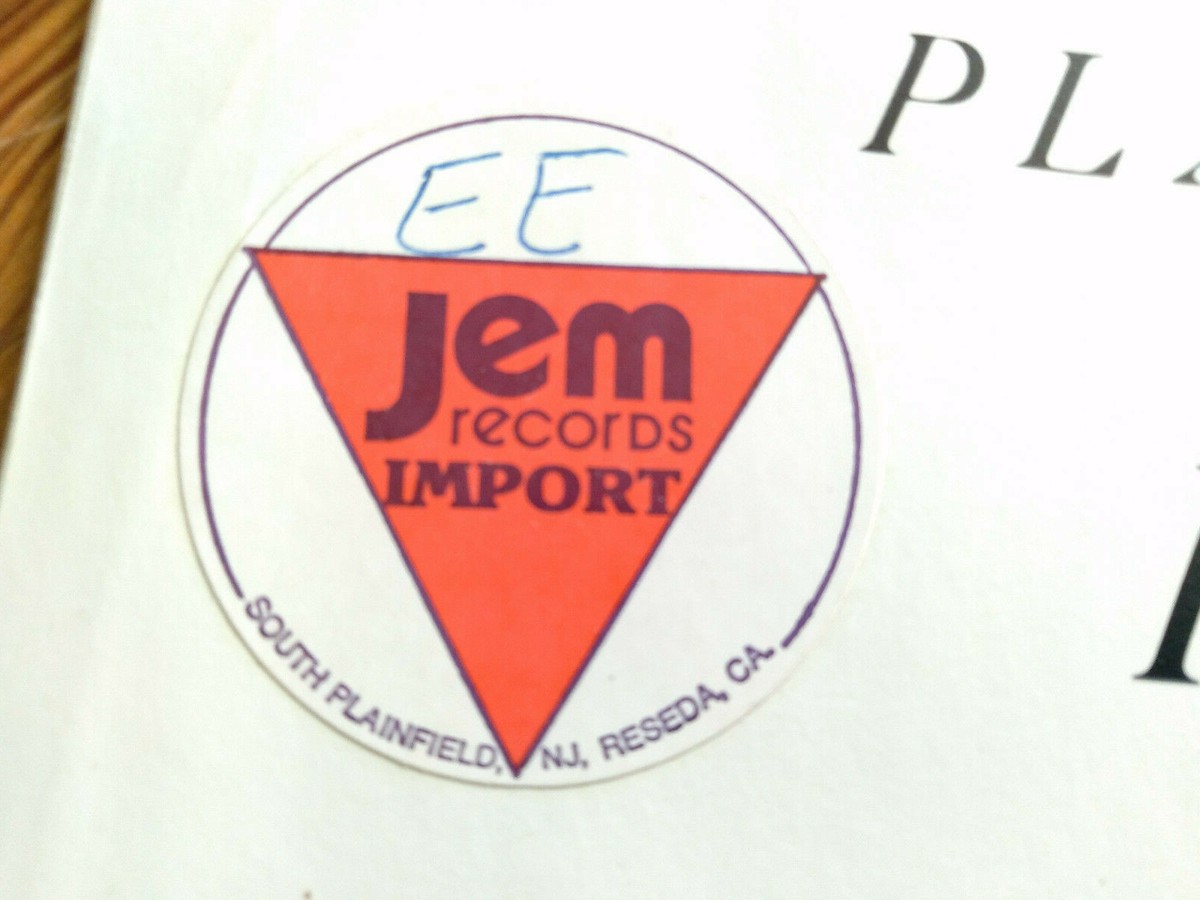 PL
EE
Jem
records
IMPORT
SOUTH PLAINFIELD, NJ, RESEDA, CA.